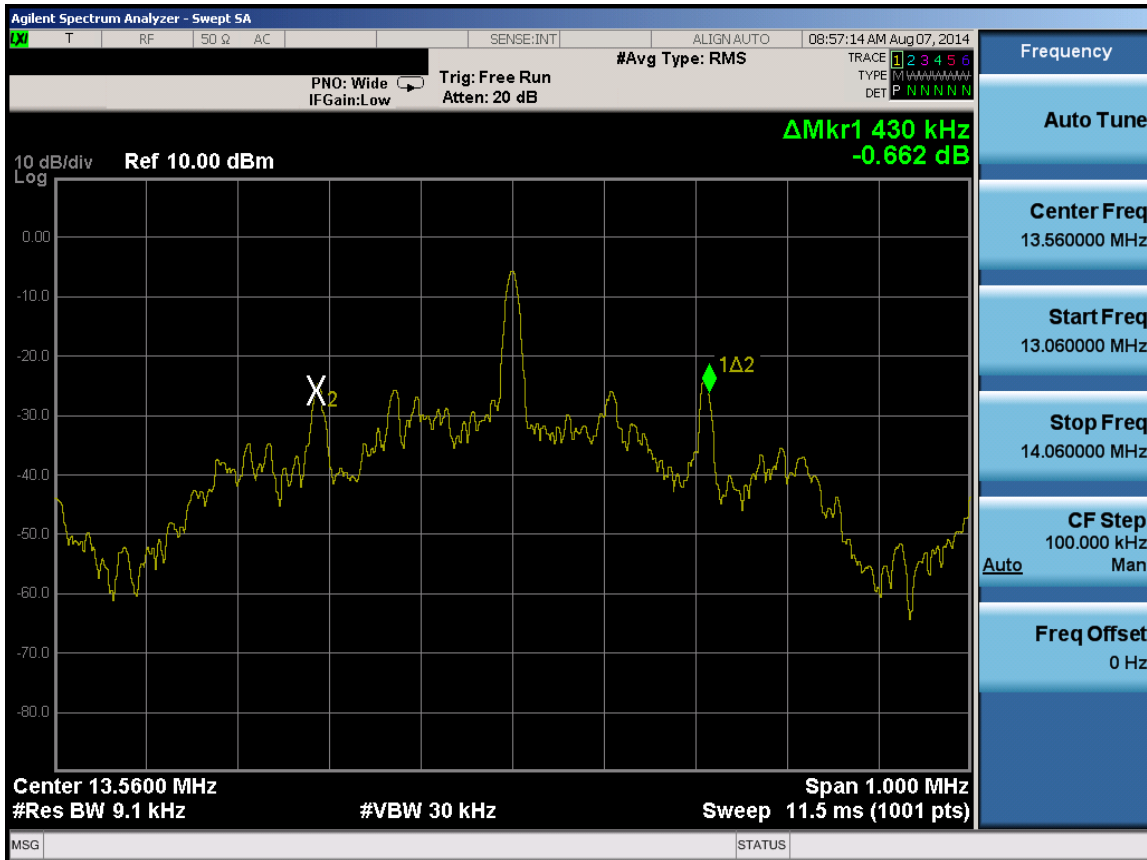 Agilent Spectrum Analyzer - Swept SA
LXI T RF 50 Ω AC SENSE:INT ALIGN AUTO 08:57:14 AM Aug 07, 2014
#Avg Type: RMS
TRACE 1 2 3 4 5 6
PNO: Wide Trig: Free Run
TYPE M W W W W W
IFGain:Low Atten: 20 dB
DET P N N N N N
ΔMkr1 430 kHz
-0.662 dB
10 dB/div Ref 10.00 dBm
Log
0.00
-10.0
-20.0
1Δ2
X2
-30.0
-40.0
-50.0
-60.0
-70.0
-80.0
Center 13.5600 MHz Span 1.000 MHz
#Res BW 9.1 kHz #VBW 30 kHz Sweep 11.5 ms (1001 pts)
MSG STATUS
Frequency
Auto Tune
Center Freq
13.560000 MHz
Start Freq
13.060000 MHz
Stop Freq
14.060000 MHz
CF Step
100.000 kHz
Auto Man
Freq Offset
0 Hz